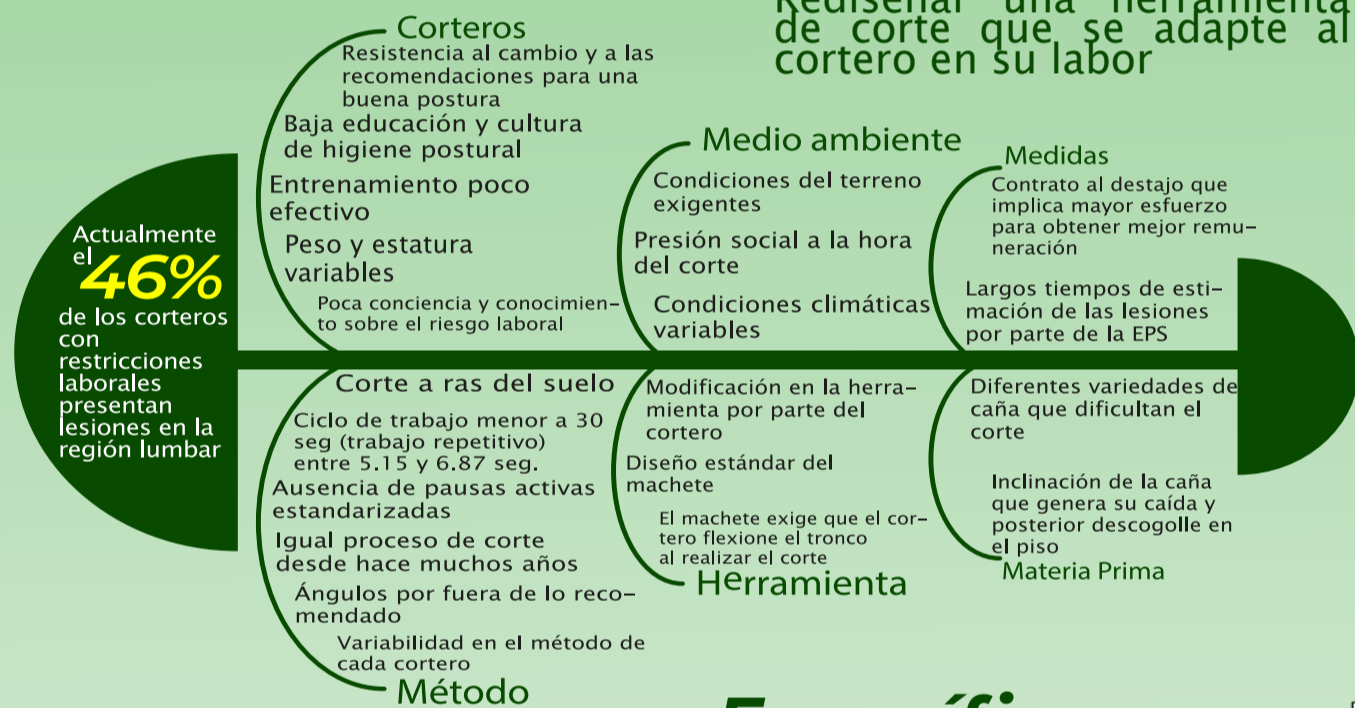 Rediseñar una herramienta
de corte que se adapte al
cortero en su labor
Corteros
Resistencia al cambio y a las
recomendaciones para una
buena postura
Baja educación y cultura
de higiene postural
Entrenamiento poco
efectivo
Peso y estatura
variables
Poca conciencia y conocimien-
to sobre el riesgo laboral
Medio ambiente
Condiciones del terreno
exigentes
Presión social a la hora
del corte
Condiciones climáticas
variables
Medidas
Contrato al destajo que
implica mayor esfuerzo
para obtener mejor remu-
neración
Largos tiempos de esti-
mación de las lesiones
por parte de la EPS
Actualmente
el 46%
de los corteros
con
restricciones
laborales
presentan
lesiones en la
región lumbar
Corte a ras del suelo
Ciclo de trabajo menor a 30
seg (trabajo repetitivo)
entre 5.15 y 6.87 seg.
Ausencia de pausas activas
estandarizadas
Igual proceso de corte
desde hace muchos años
Ángulos por fuera de lo reco-
mendado
Variabilidad en el método de
cada cortero
Método
Modificación en la herra-
mienta por parte del
cortero
Diseño estándar del
machete
El machete exige que el cor-
tero flexione el tronco
al realizar el corte
Herramienta
Diferentes variedades de
caña que dificultan el
corte
Inclinación de la caña
que genera su caída y
posterior descogolle en
el piso
Materia Prima